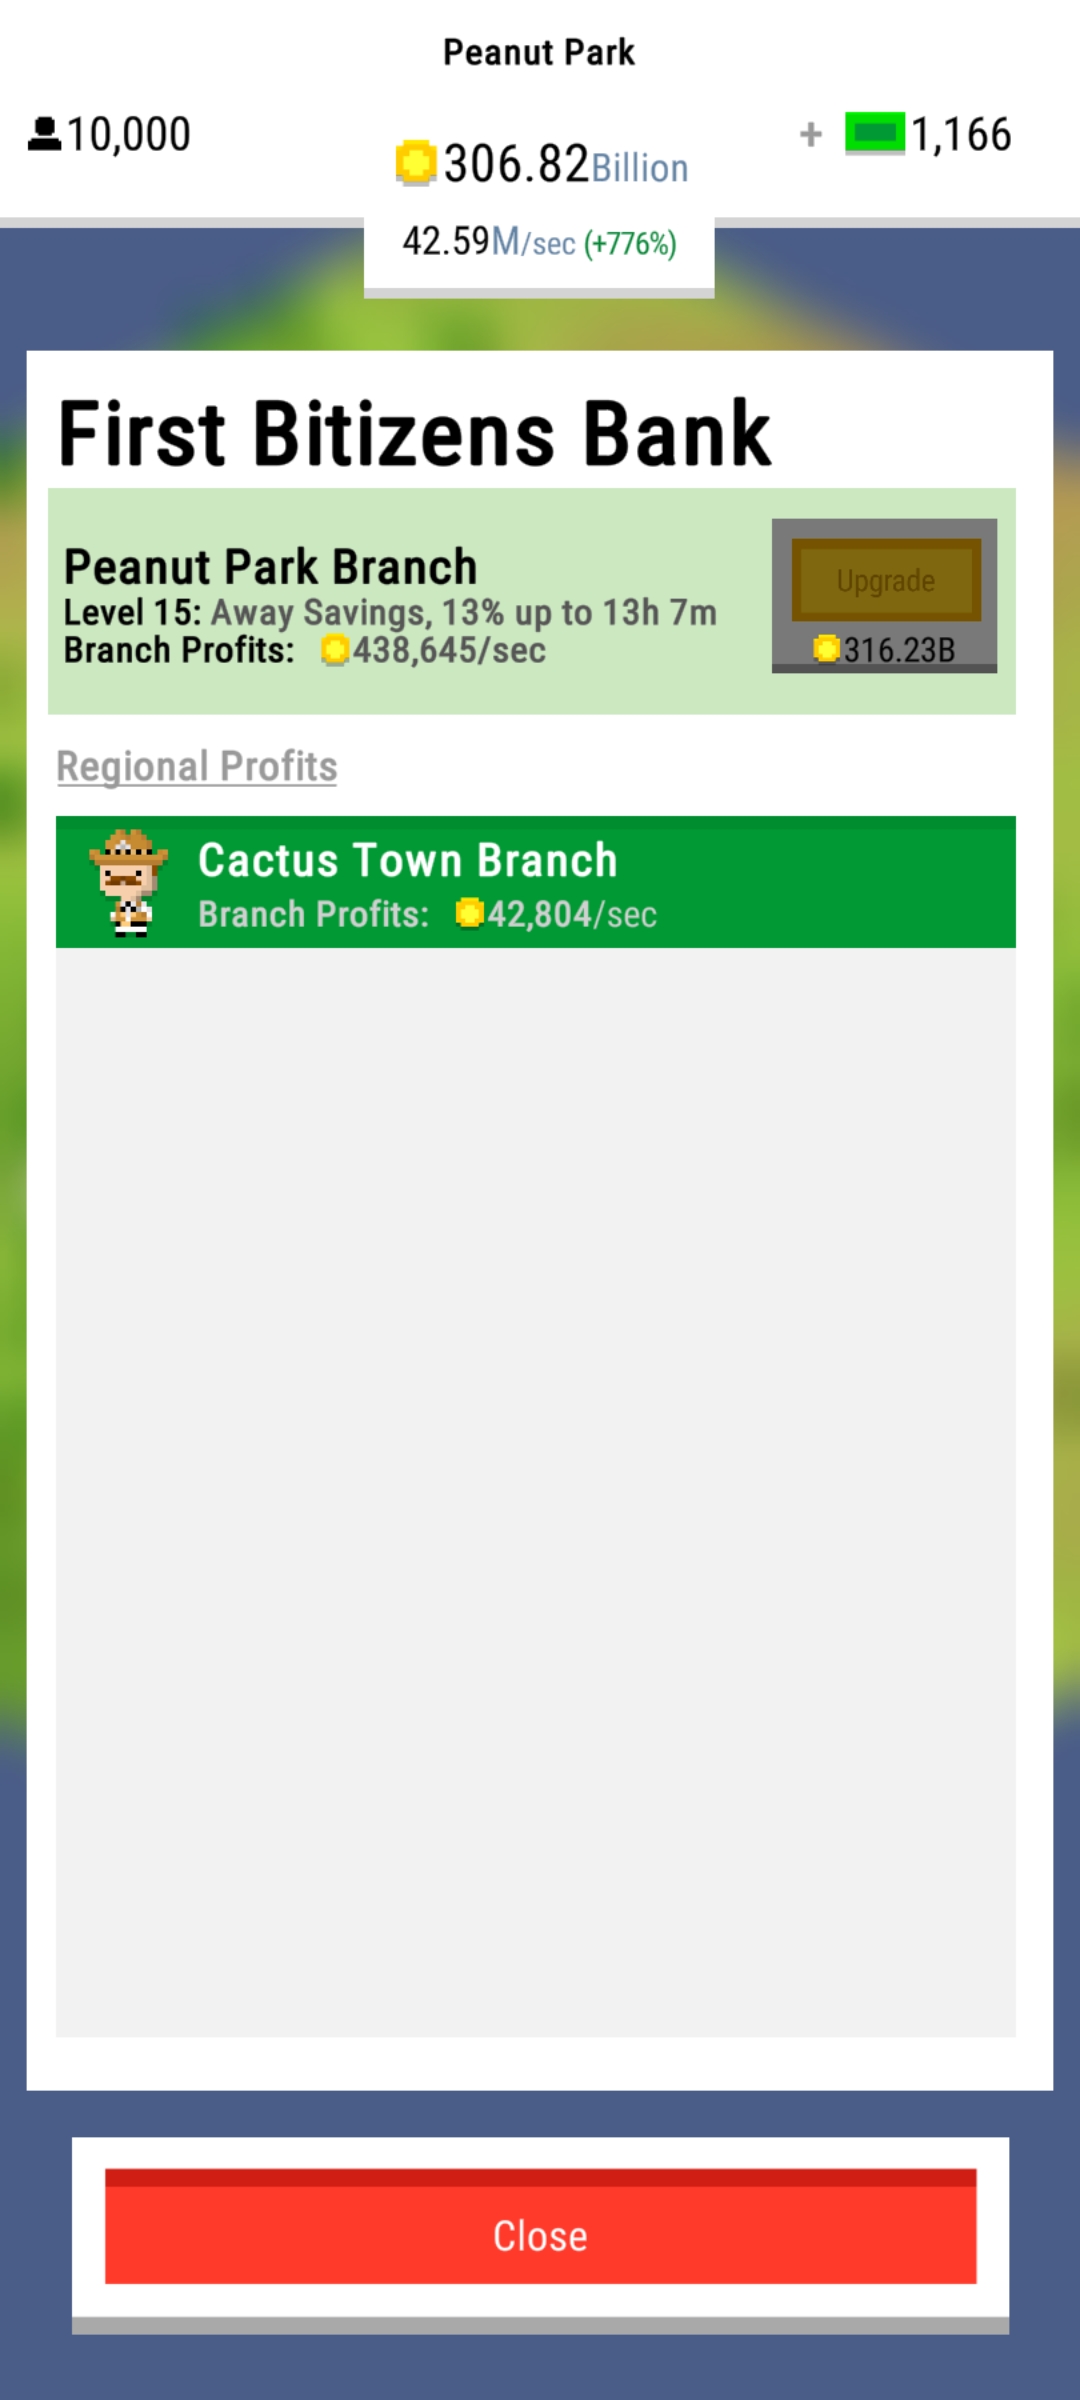 Peanut Park
10,000
306.82Billion
+ 1,166
42.59M/sec (+776%)
First Bitizens Bank
Peanut Park Branch
Level 15: Away Savings, 13% up to 13h 7m
Branch Profits: 438,645/sec
Upgrade
316.23B
Regional Profits
Cactus Town Branch
Branch Profits: 42,804/sec
Close